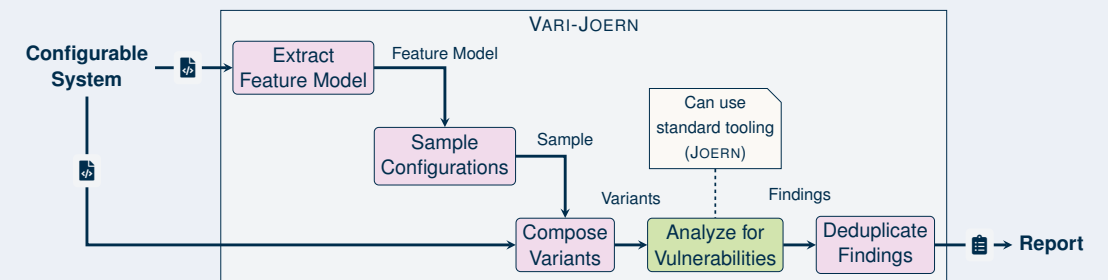 VARI-JOERN
Configurable
System
Extract
Feature Model
Feature Model
Sample
Configurations
Sample
Can use
standard tooling
(JOERN)
Variants
Findings
Compose
Variants
Analyze for
Vulnerabilities
Deduplicate
Findings
Report